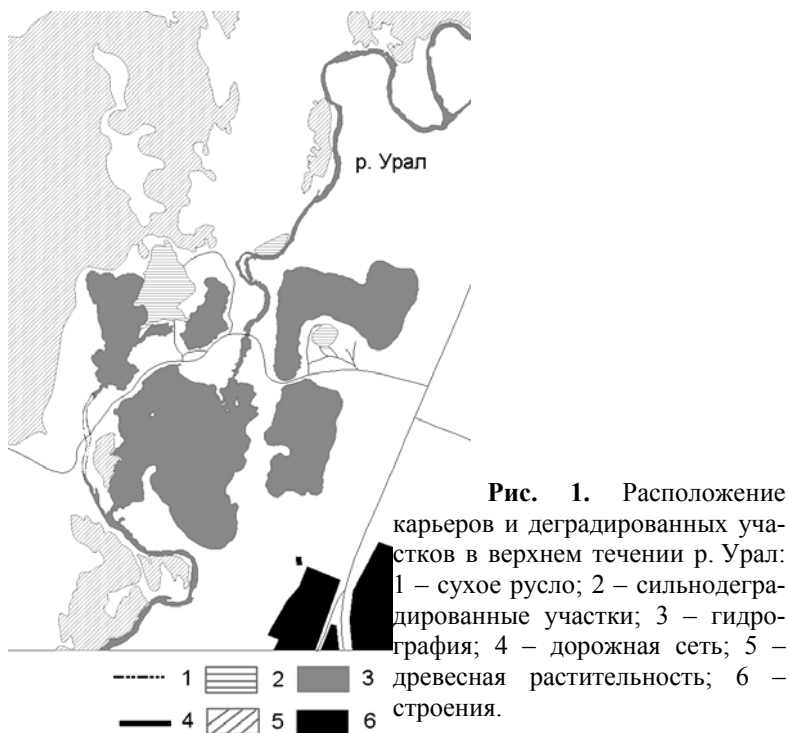 р. Урал
Рис. 1. Расположение
карьеров и деградированных уча-
стков в верхнем течении р. Урал:
1 – сухое русло; 2 – сильнодегра-
дированные участки; 3 – гидро-
графия; 4 – дорожная сеть; 5 –
древесная растительность; 6 –
строения.
1 2 3
4 5 6